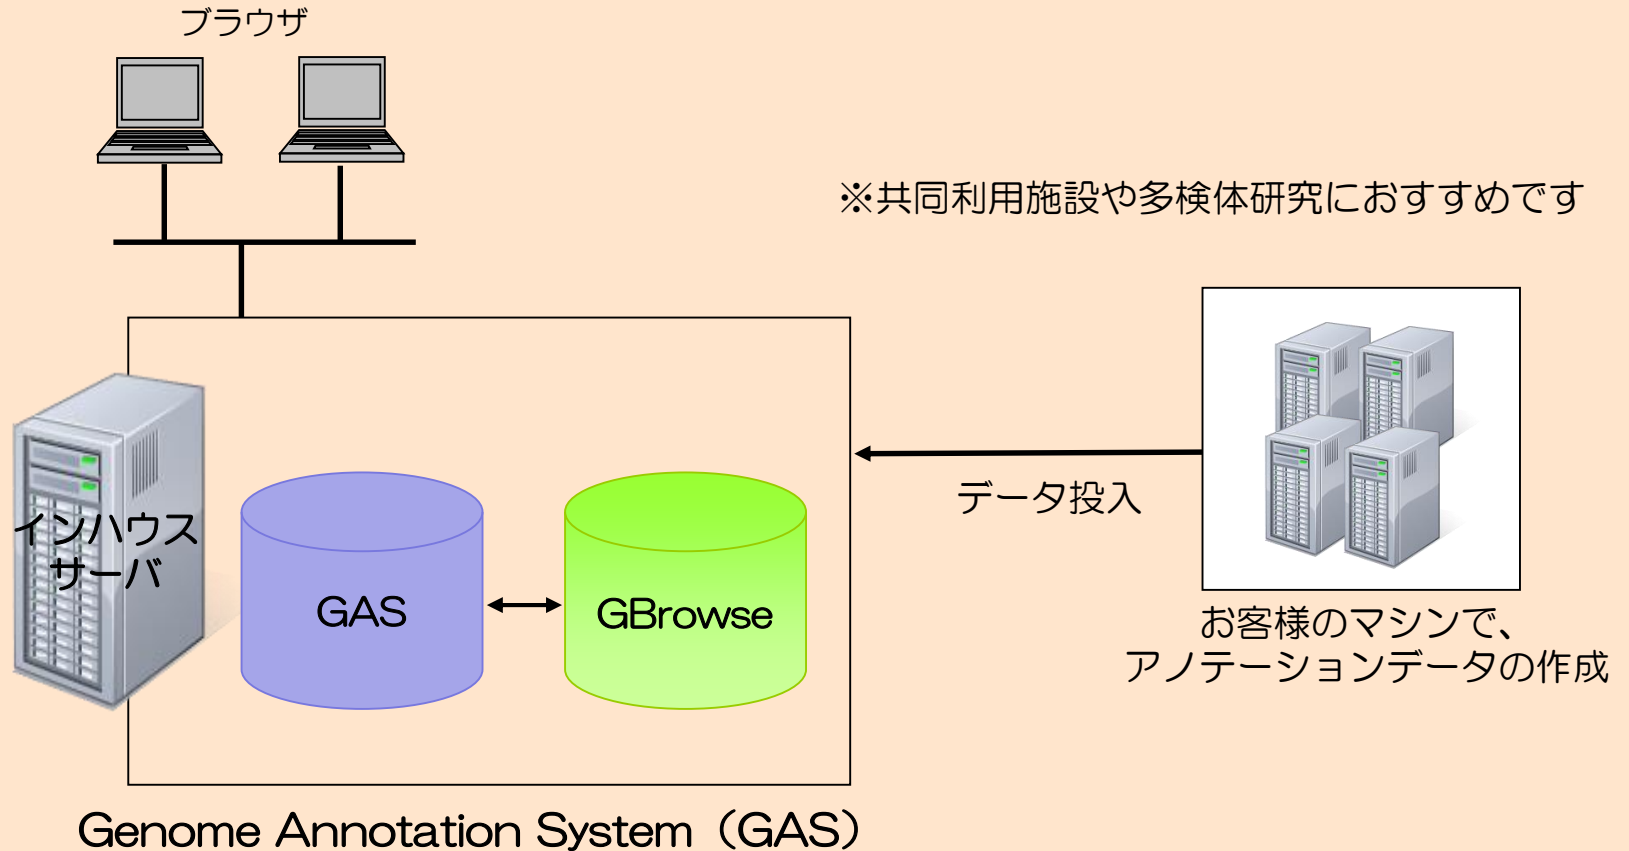 ブラウザ
※共同利用施設や多検体研究におすすめです
インハウス
サーバ
GAS
GBrowse
データ投入
お客様のマシンで、
アノテーションデータの作成
Genome Annotation System（GAS）